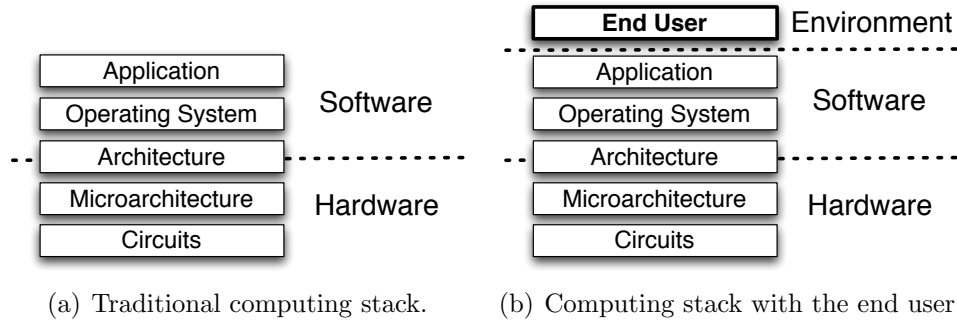 Application
Operating System
Architecture
Microarchitecture
Circuits
Software
Hardware
(a) Traditional computing stack.
End User
Application
Operating System
Architecture
Microarchitecture
Circuits
Environment
Software
Hardware
(b) Computing stack with the end user